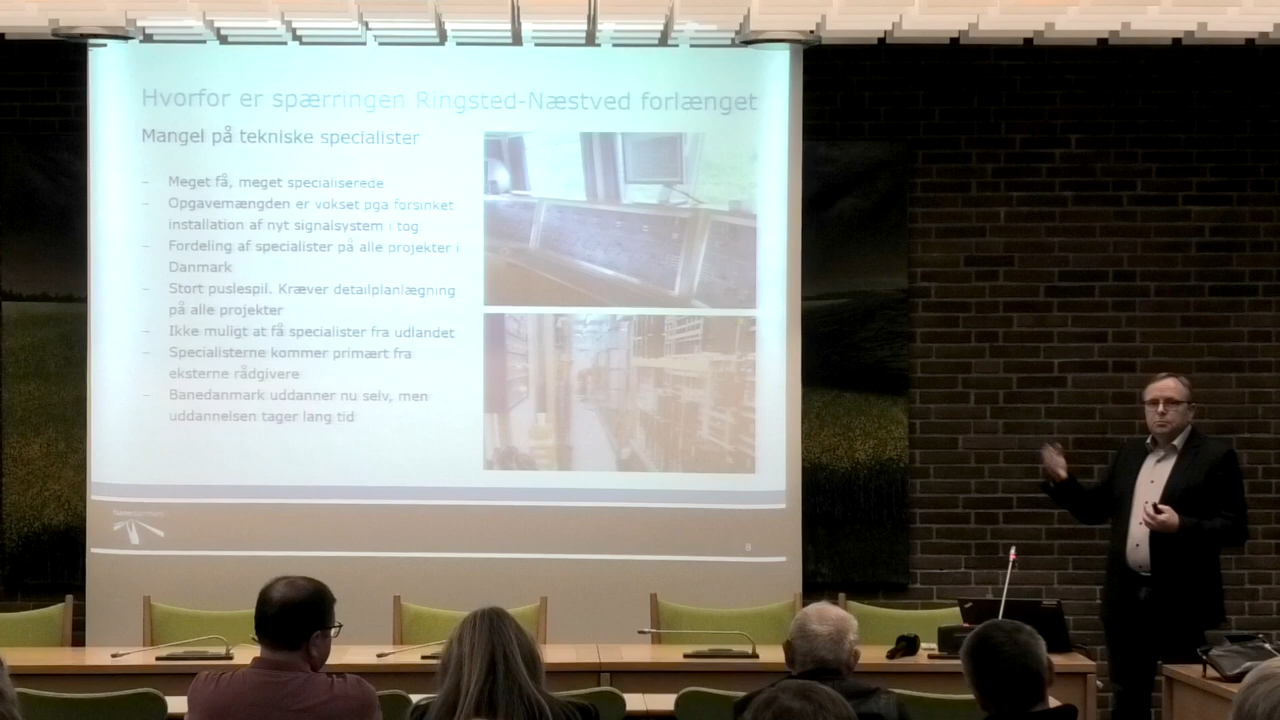 Hvorfor er spærringen Ringsted-Næstved forlænget
Mangel på tekniske specialister
– Meget få, meget specialiserede
– Opgavemængden er vokset pga forsinket
installation af nyt signalsystem i tog
– Fordeling af specialister på alle projekter i
Danmark
– Stort puslespil. Kræver detailplanlægning
på alle projekter
– Ikke muligt at få specialister fra udlandet
– Specialisterne kommer primært fra
eksterne rådgivere
– Banedanmark uddanner nu selv, men
uddannelsen tager lang tid
banedanmark
8